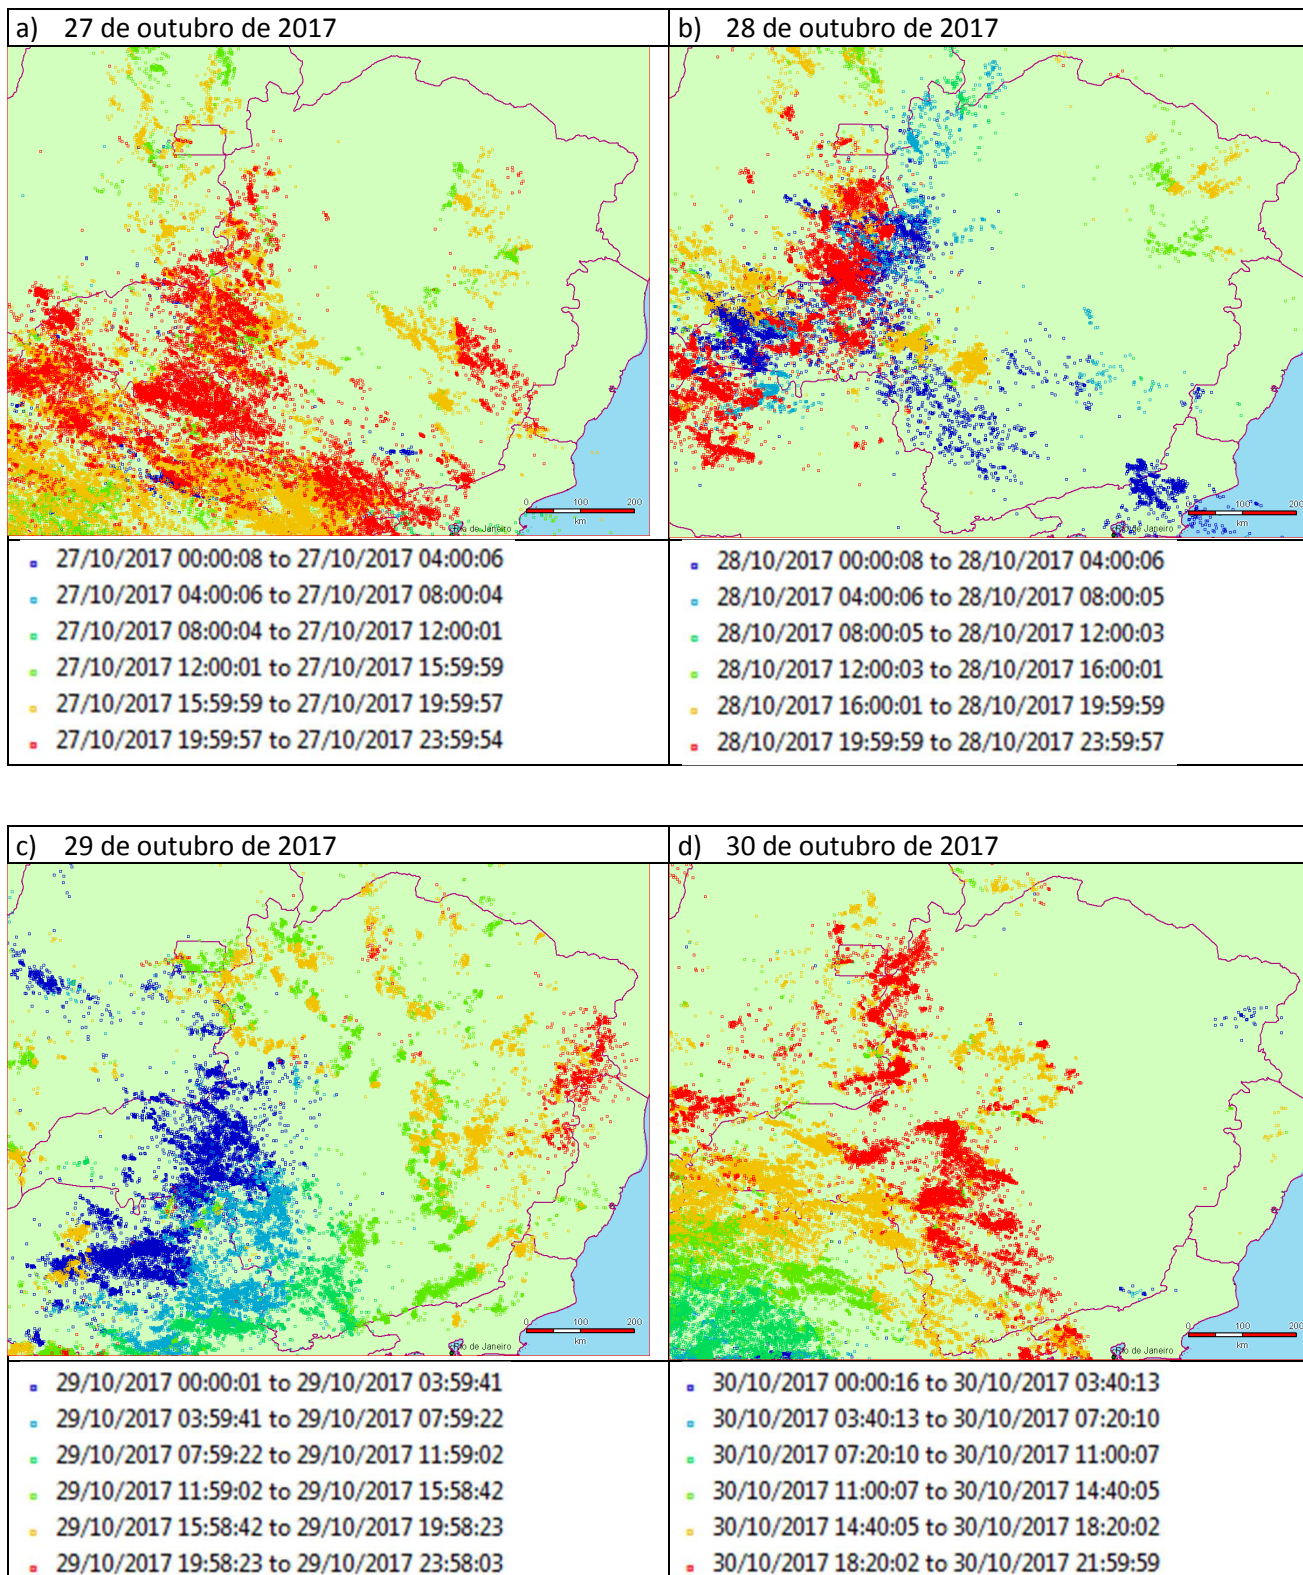 a) 27 de outubro de 2017
b) 28 de outubro de 2017
0 100 200
km
Rio de Janeiro
0 100 200
km
Rio de Janeiro
27/10/2017 00:00:08 to 27/10/2017 04:00:06
27/10/2017 04:00:06 to 27/10/2017 08:00:04
27/10/2017 08:00:04 to 27/10/2017 12:00:01
27/10/2017 12:00:01 to 27/10/2017 15:59:59
27/10/2017 15:59:59 to 27/10/2017 19:59:57
27/10/2017 19:59:57 to 27/10/2017 23:59:54
28/10/2017 00:00:08 to 28/10/2017 04:00:06
28/10/2017 04:00:06 to 28/10/2017 08:00:05
28/10/2017 08:00:05 to 28/10/2017 12:00:03
28/10/2017 12:00:03 to 28/10/2017 16:00:01
28/10/2017 16:00:01 to 28/10/2017 19:59:59
28/10/2017 19:59:59 to 28/10/2017 23:59:57
c) 29 de outubro de 2017
d) 30 de outubro de 2017
0 100 200
km
Rio de Janeiro
0 100 200
km
Rio de Janeiro
29/10/2017 00:00:01 to 29/10/2017 03:59:41
29/10/2017 03:59:41 to 29/10/2017 07:59:22
29/10/2017 07:59:22 to 29/10/2017 11:59:02
29/10/2017 11:59:02 to 29/10/2017 15:58:42
29/10/2017 15:58:42 to 29/10/2017 19:58:23
29/10/2017 19:58:23 to 29/10/2017 23:58:03
30/10/2017 00:00:16 to 30/10/2017 03:40:13
30/10/2017 03:40:13 to 30/10/2017 07:20:10
30/10/2017 07:20:10 to 30/10/2017 11:00:07
30/10/2017 11:00:07 to 30/10/2017 14:40:05
30/10/2017 14:40:05 to 30/10/2017 18:20:02
30/10/2017 18:20:02 to 30/10/2017 21:59:59